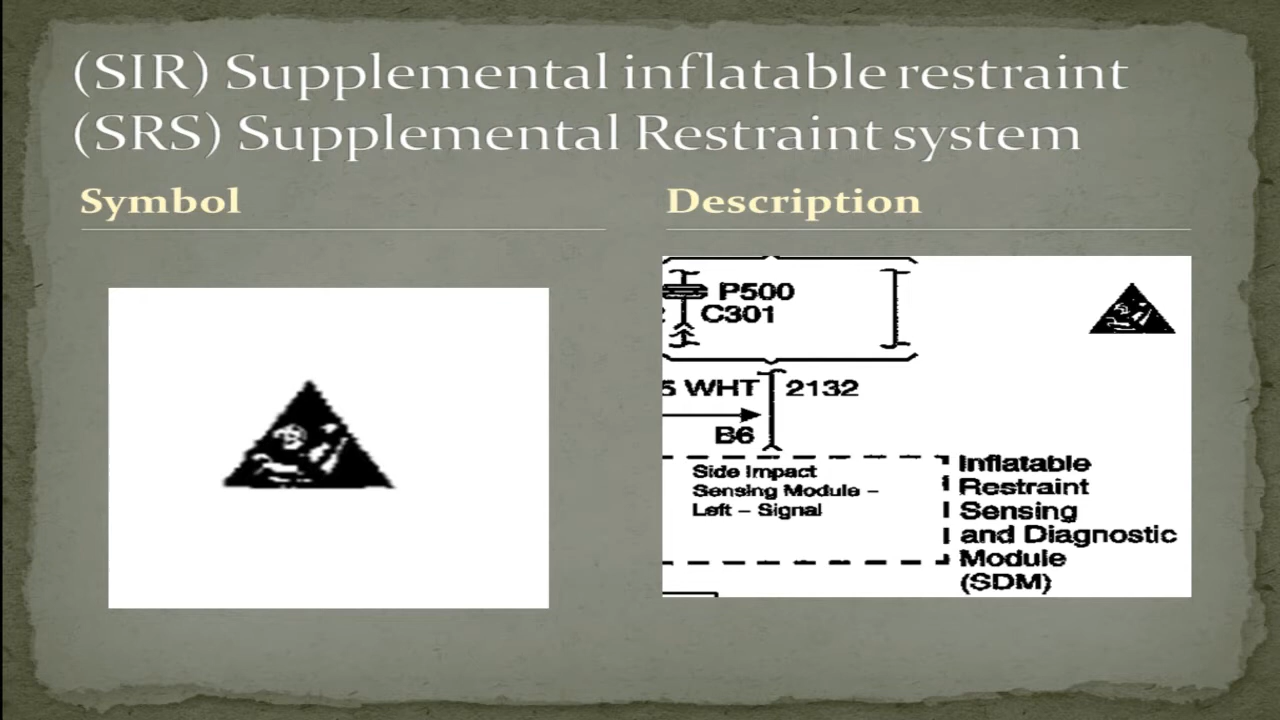 (SIR) Supplemental inflatable restraint
(SRS) Supplemental Restraint system
Symbol
Description
P500
C301
5 WHT 2132
B6
Side Impact
Sensing Module –
Left – Signal
Inflatable
Restraint
Sensing
and Diagnostic
Module
(SDM)